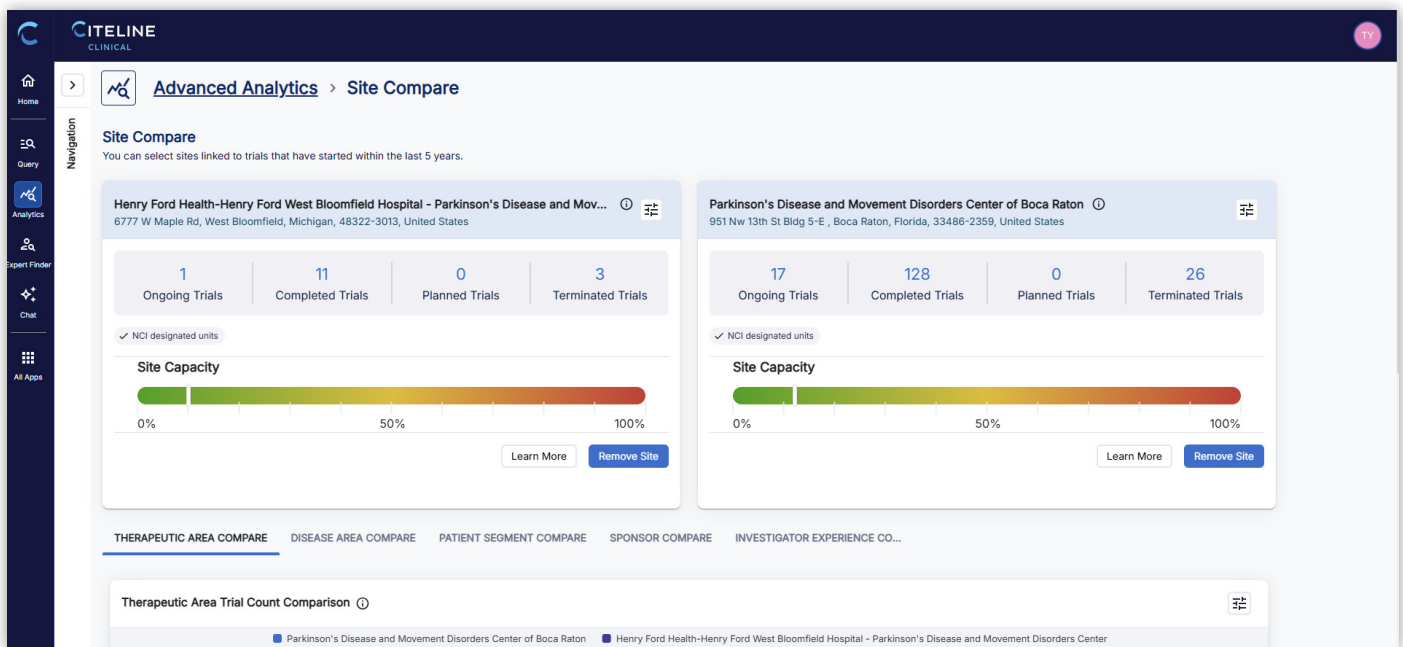 CITELINE
CLINICAL
TY
Home
Query
Analytics
Expert Finder
Chat
All Apps
Navigation
Advanced Analytics > Site Compare
Site Compare
You can select sites linked to trials that have started within the last 5 years.
Henry Ford Health-Henry Ford West Bloomfield Hospital - Parkinson's Disease and Mov...
6777 W Maple Rd, West Bloomfield, Michigan, 48322-3013, United States
1 11 0 3
Ongoing Trials Completed Trials Planned Trials Terminated Trials
NCI designated units
Site Capacity
0% 50% 100%
Learn More Remove Site
Parkinson's Disease and Movement Disorders Center of Boca Raton
951 Nw 13th St Bldg 5-E , Boca Raton, Florida, 33486-2359, United States
17 128 0 26
Ongoing Trials Completed Trials Planned Trials Terminated Trials
NCI designated units
Site Capacity
0% 50% 100%
Learn More Remove Site
THERAPEUTIC AREA COMPARE DISEASE AREA COMPARE PATIENT SEGMENT COMPARE SPONSOR COMPARE INVESTIGATOR EXPERIENCE CO...
Therapeutic Area Trial Count Comparison
Parkinson's Disease and Movement Disorders Center of Boca Raton Henry Ford Health-Henry Ford West Bloomfield Hospital - Parkinson's Disease and Movement Disorders Center